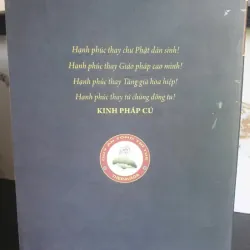 Hạnh phúc thay chư Phật đản sinh!
Hạnh phúc thay Giáo pháp cao minh!
Hạnh phúc thay Tăng già hòa hiệp!
Hạnh phúc thay tứ chúng đồng tu!
KINH PHÁP CÚ